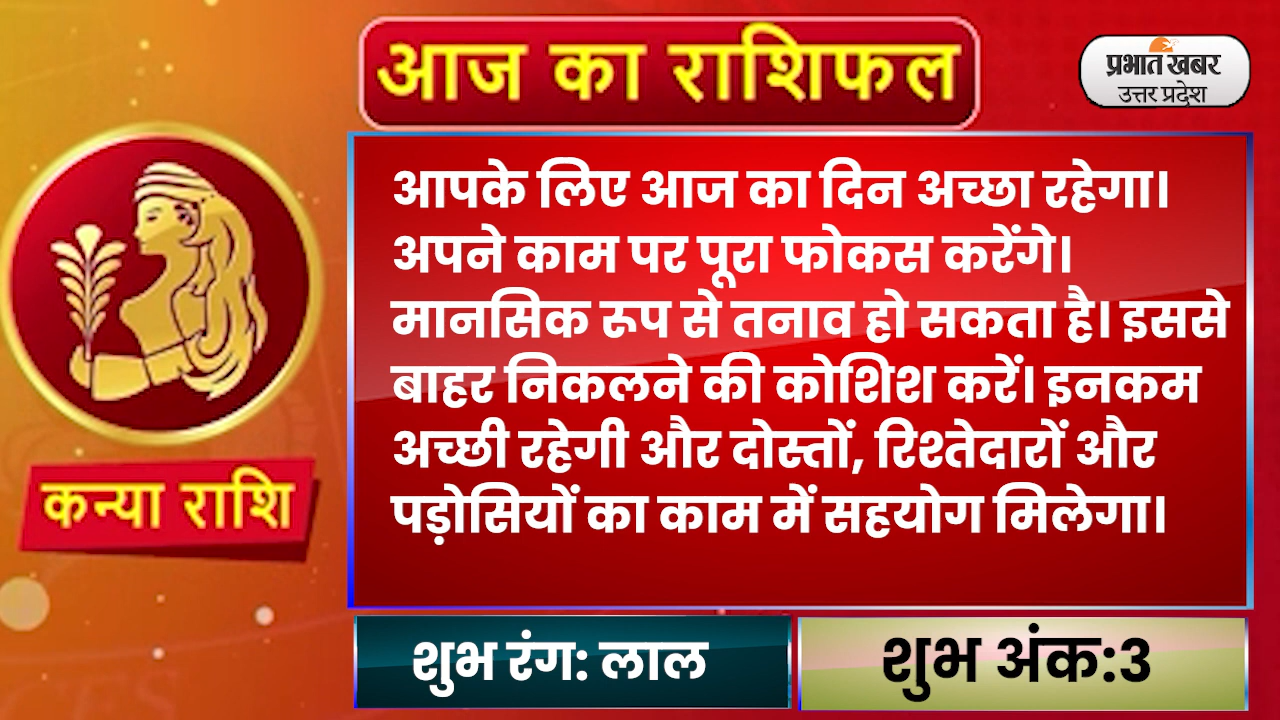 आज का राशिफल
प्रभात खबर
उत्तर प्रदेश
आपके लिए आज का दिन अच्छा रहेगा।
अपने काम पर पूरा फोकस करेंगे।
मानसिक रूप से तनाव हो सकता है। इससे
बाहर निकलने की कोशिश करें। इनकम
अच्छी रहेगी और दोस्तों, रिश्तेदारों और
पड़ोसियों का काम में सहयोग मिलेगा।
कन्या राशि
शुभ रंग: लाल
शुभ अंक:3